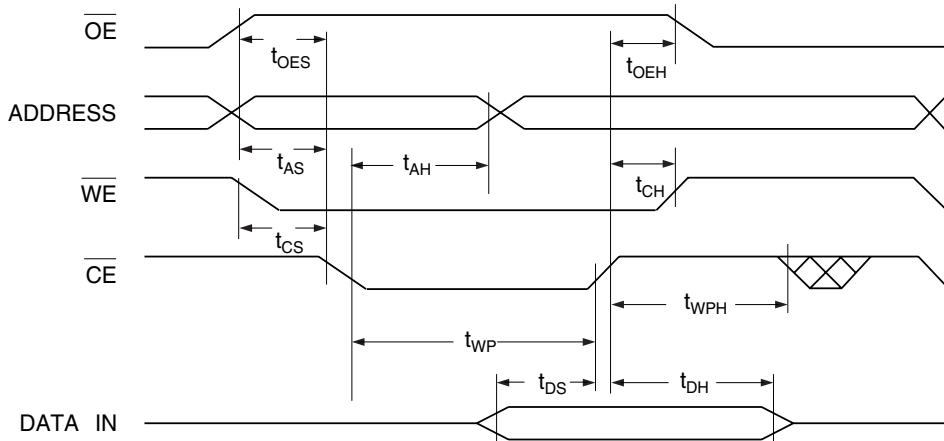 OE
tOES
tOEH
ADDRESS
tAS
tAH
WE
tCH
tCS
CE
tWPH
tWP
tDS
tDH
DATA IN